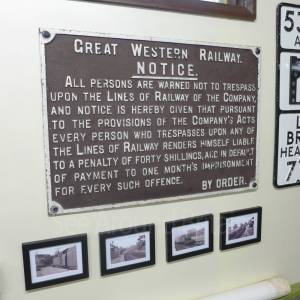 GREAT WESTERN RAILWAY.
NOTICE.
ALL PERSONS ARE WARNED NOT TO TRESPASS
UPON THE LINES OF RAILWAY OF THE COMPANY,
AND NOTICE IS HEREBY GIVEN THAT PURSUANT
TO THE PROVISIONS OF THE COMPANY'S ACTS
EVERY PERSON WHO TRESPASSES UPON ANY OF
THE LINES OF RAILWAY RENDERS HIMSELF LIABLE
TO A PENALTY OF FORTY SHILLINGS, AND IN DEFAULT
OF PAYMENT TO ONE MONTH'S IMPRISONMENT
FOR EVERY SUCH OFFENCE. BY ORDER.